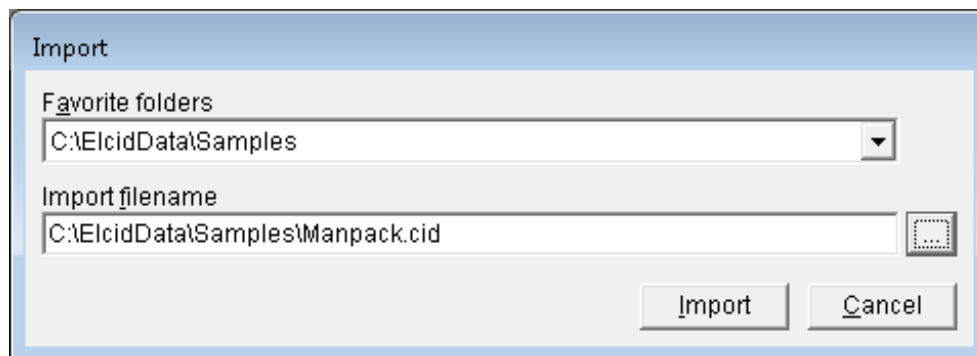 Import
Favorite folders
C:\ElcidData\Samples
Import filename
C:\ElcidData\Samples\Manpack.cid
...
Import Cancel